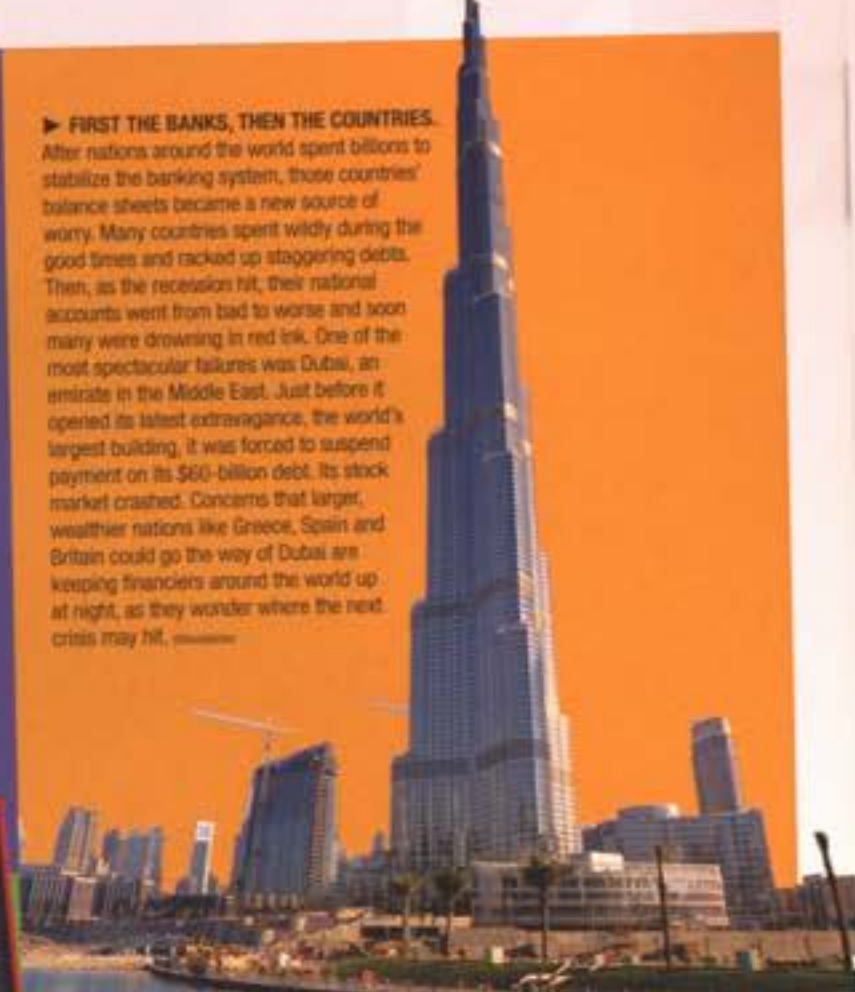 ► FIRST THE BANKS, THEN THE COUNTRIES.
After nations around the world spent billions to
stabilize the banking system, those countries'
balance sheets became a new source of
worry. Many countries spent wildly during the
good times and racked up staggering debts.
Then, as the recession hit, their national
accounts went from bad to worse and soon
many were drowning in red ink. One of the
most spectacular failures was Dubai, an
emirate in the Middle East. Just before it
opened its latest extravagance, the world's
largest building, it was forced to suspend
payment on its $60-billion debt. Its stock
market crashed. Concerns that larger,
wealthier nations like Greece, Spain and
Britain could go the way of Dubai are
keeping financiers around the world up
at night, as they wonder where the next
crisis may hit.